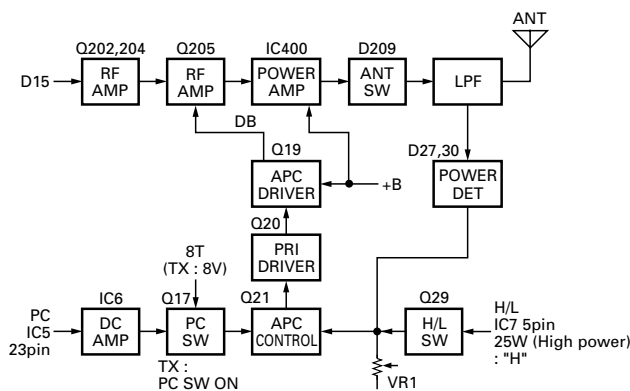 ANT
Q202,204
Q205
IC400
D209
D15
RF
AMP
RF
AMP
POWER
AMP
ANT
SW
LPF
DB
Q19
D27,30
APC
DRIVER
+B
POWER
DET
Q20
8T
(TX : 8V)
PRI
DRIVER
PC
IC5
23pin
IC6
Q17
Q21
Q29
DC
AMP
PC
SW
APC
CONTROL
H/L
SW
H/L
IC7 5pin
25W (High power)
: "H"
TX :
PC SW ON
VR1